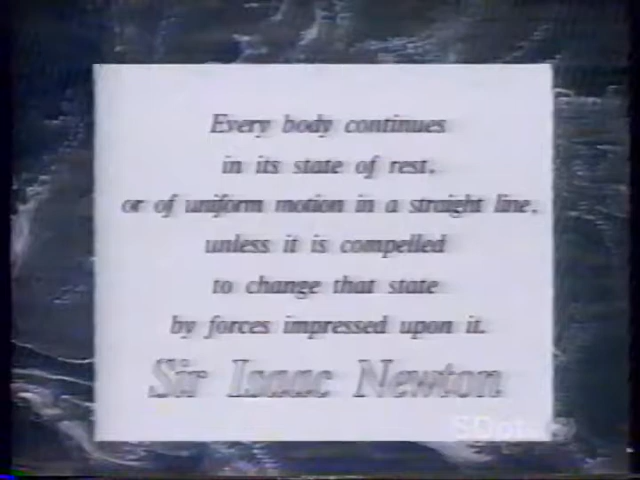 Every body continues
in its state of rest,
or of uniform motion in a straight line,
unless it is compelled
to change that state
by forces impressed upon it.
Sir Isaac Newton